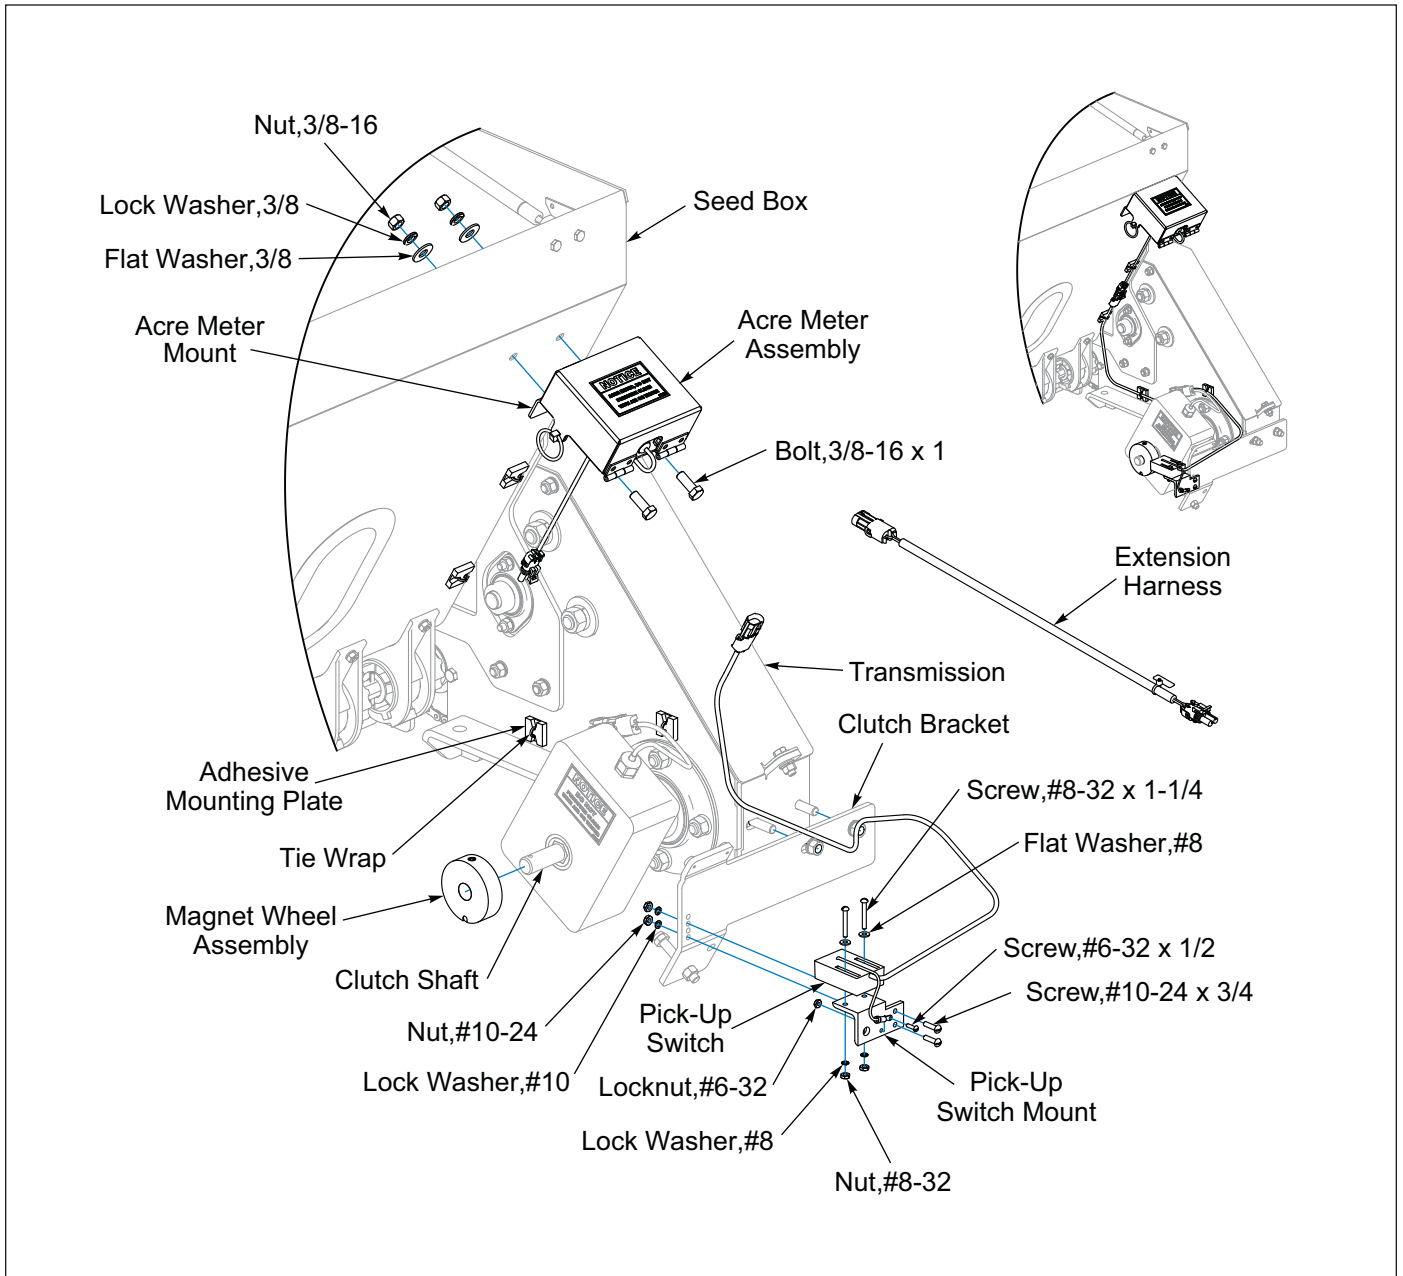 Nut,3/8-16
Lock Washer,3/8
Flat Washer,3/8
Seed Box
Acre Meter
Mount
Acre Meter
Assembly
NOTICE
Bolt,3/8-16 x 1
Extension
Harness
Transmission
Clutch Bracket
Adhesive
Mounting Plate
Tie Wrap
NOTICE
Magnet Wheel
Assembly
Clutch Shaft
Screw,#8-32 x 1-1/4
Flat Washer,#8
Screw,#6-32 x 1/2
Screw,#10-24 x 3/4
Pick-Up
Switch
Nut,#10-24
Lock Washer,#10
Locknut,#6-32
Pick-Up
Switch Mount
Lock Washer,#8
Nut,#8-32